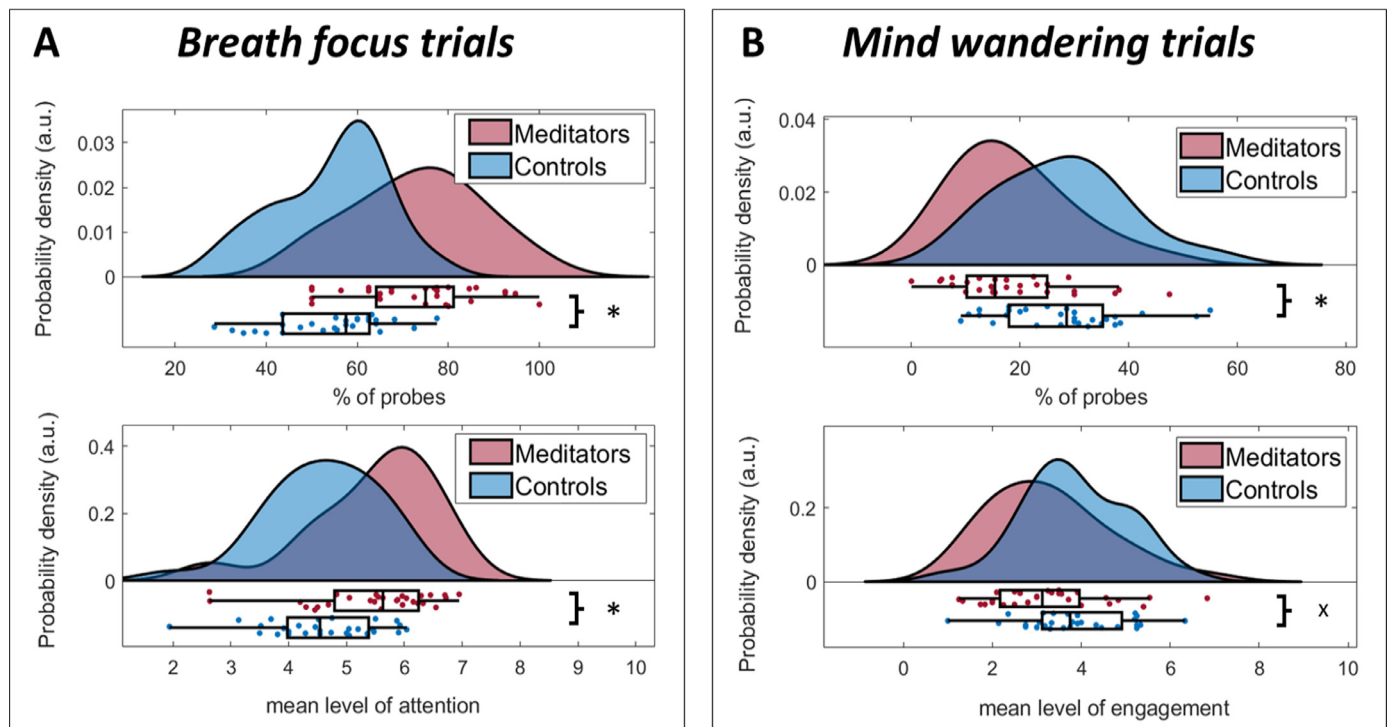 A Breath focus trials
Probability density (a.u.)
0.03
0.02
0.01
0
Meditators
Controls
*
20 40 60 80 100
% of probes
Probability density (a.u.)
0.4
0.2
0
Meditators
Controls
*
2 3 4 5 6 7 8 9 10
mean level of attention
B Mind wandering trials
Probability density (a.u.)
0.04
0.02
0
Meditators
Controls
*
0 20 40 60 80
% of probes
Probability density (a.u.)
0.2
0
Meditators
Controls
x
0 2 4 6 8 10
mean level of engagement